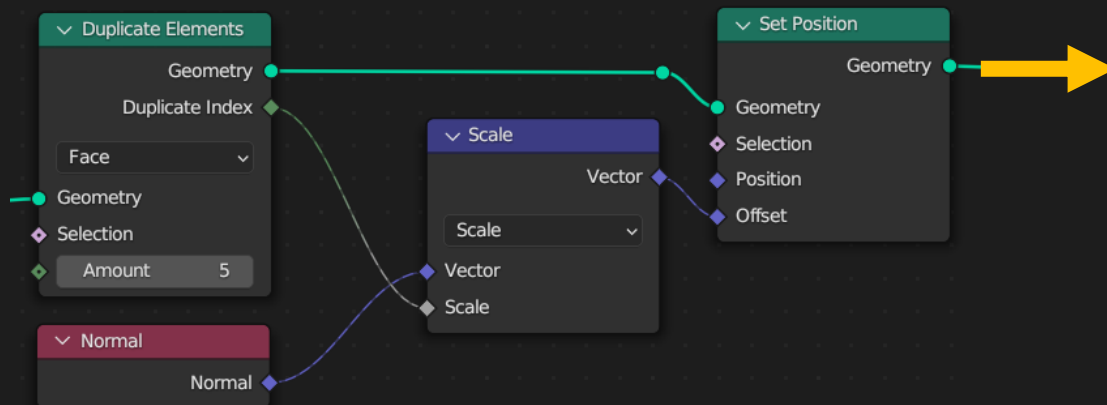 Duplicate Elements
Geometry
Duplicate Index
Face
Geometry
Selection
Amount 5
Normal
Normal
Scale
Vector
Scale
Vector
Scale
Set Position
Geometry
Geometry
Selection
Position
Offset